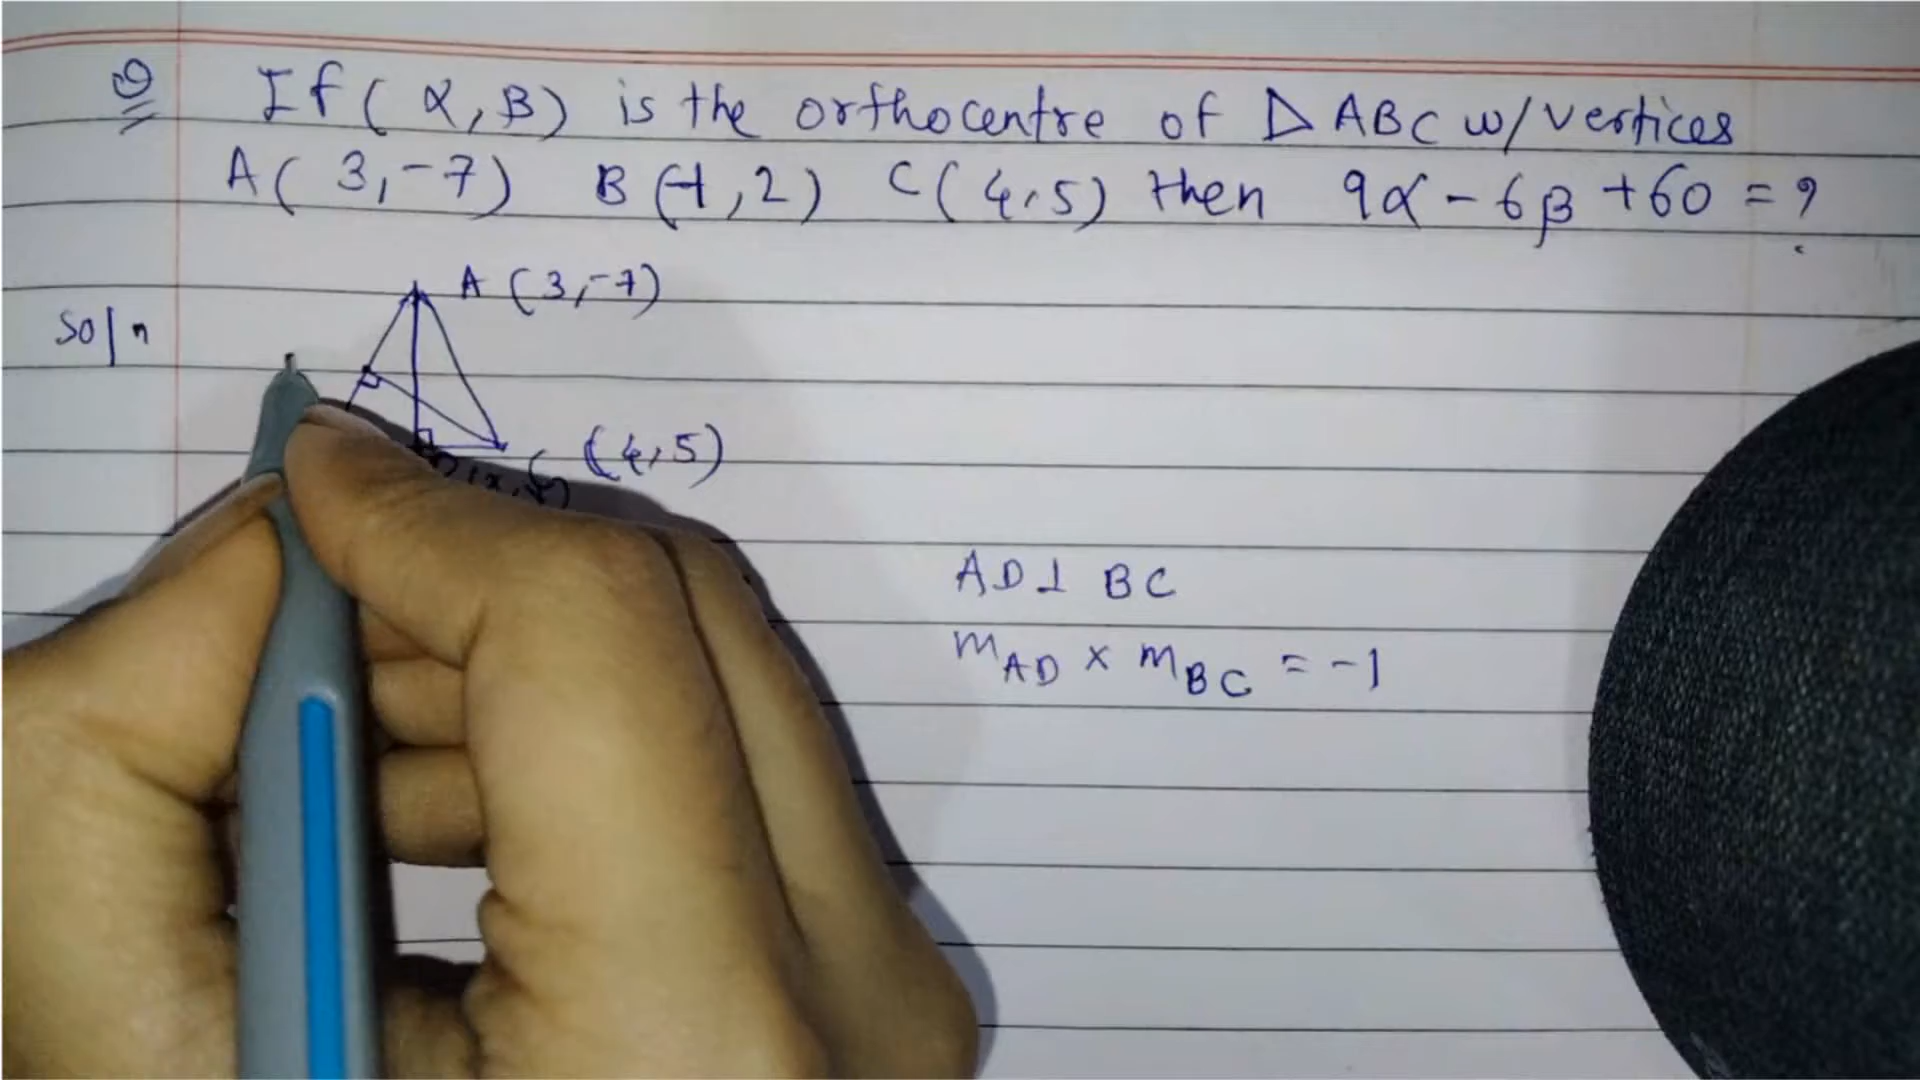 Q If (α, β) is the orthocentre of △ ABC w/ vertices
A( 3, -7) B (-1, 2) C( 4, 5) then 9α - 6β + 60 = ?
Soln
A (3, -7)
C (4, 5)
AD ⊥ BC
m_AD × m_BC = -1